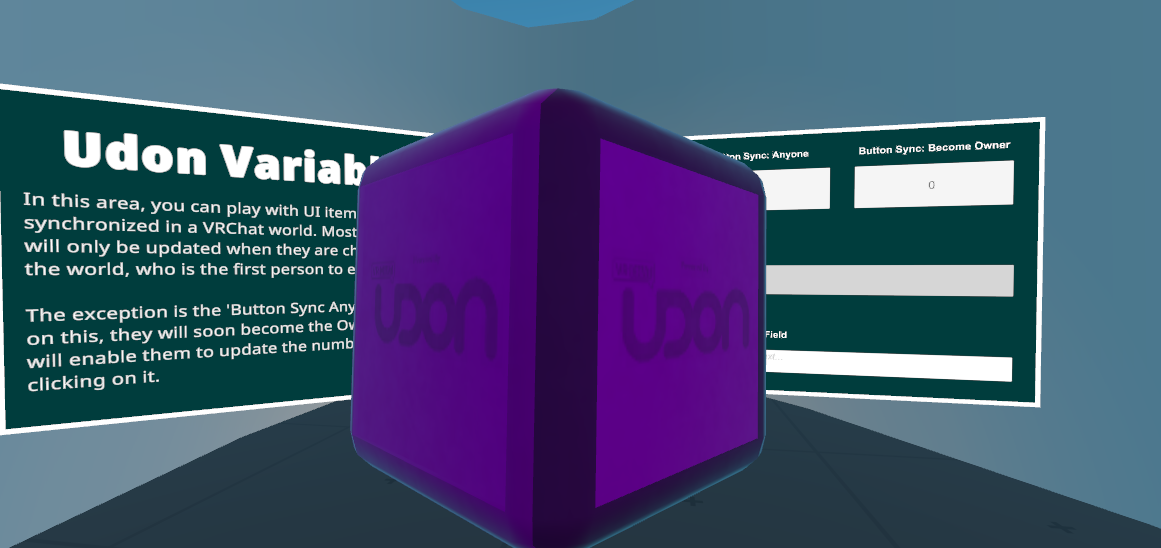 Udon Variab
In this area, you can play with UI item
synchronized in a VRChat world. Most
will only be updated when they are ch
the world, who is the first person to e
The exception is the 'Button Sync Any
on this, they will soon become the Ow
will enable them to update the numb
clicking on it.
UDON
UDON
Sync: Anyone
Button Sync: Become Owner
0
Field